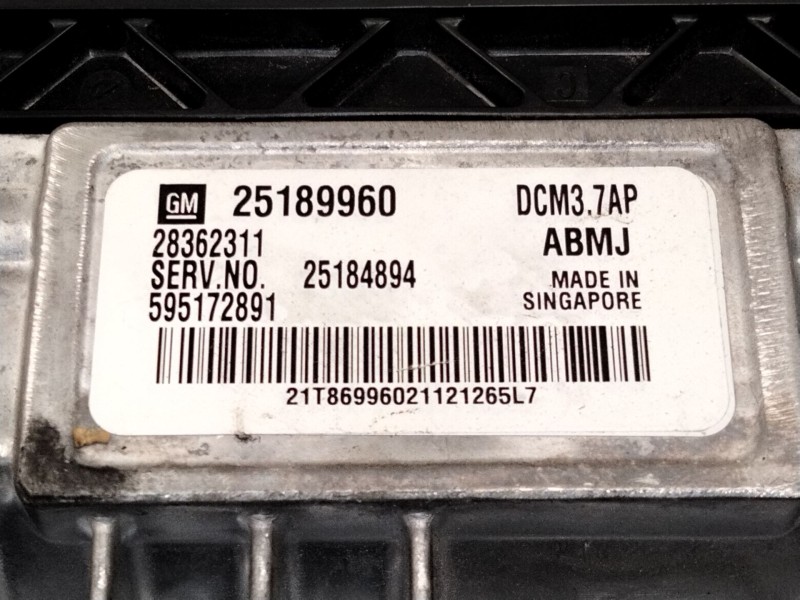 GM 25189960 DCM3.7AP
28362311 ABMJ
SERV.NO. 25184894 MADE IN
595172891 SINGAPORE
21T86996021121265L7